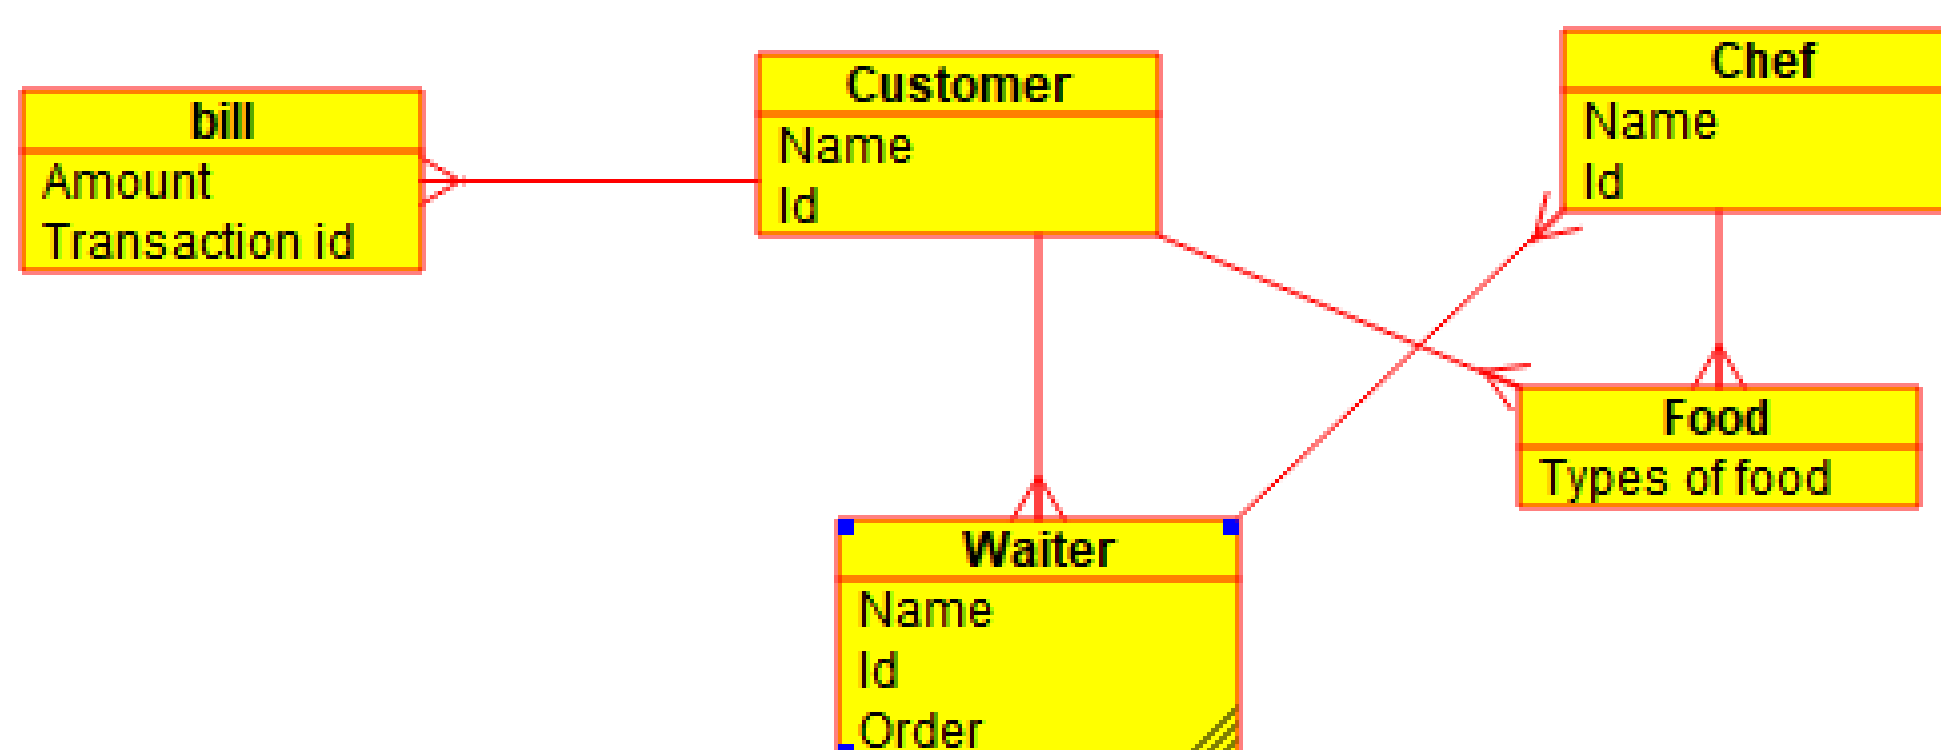 bill
Amount
Transaction id
Customer
Name
Id
Chef
Name
Id
Food
Types of food
Waiter
Name
Id
Order